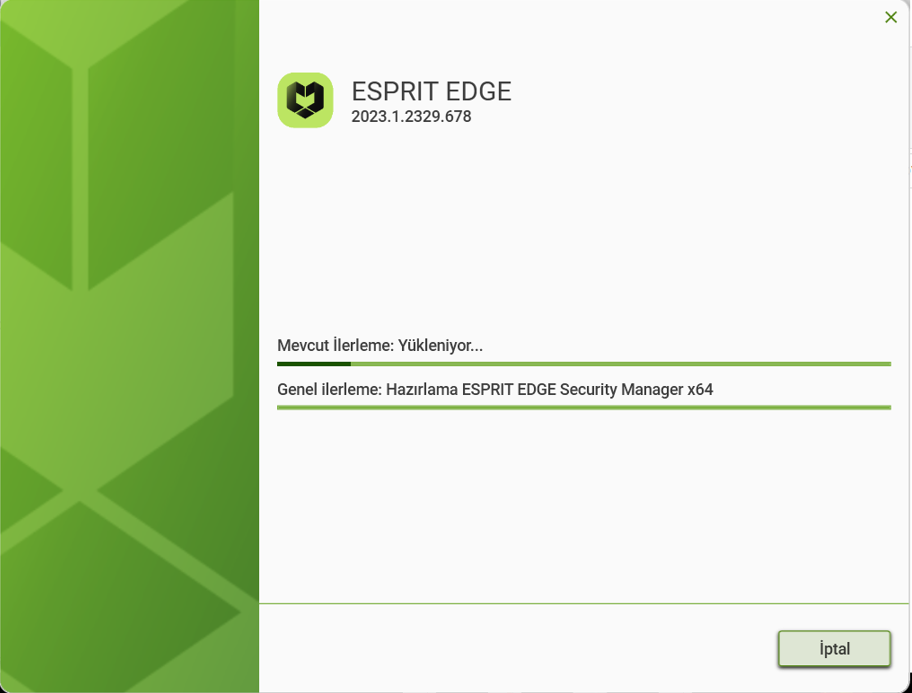 ESPRIT EDGE
2023.1.2329.678
Mevcut İlerleme: Yükleniyor...
Genel ilerleme: Hazırlama ESPRIT EDGE Security Manager x64
İptal